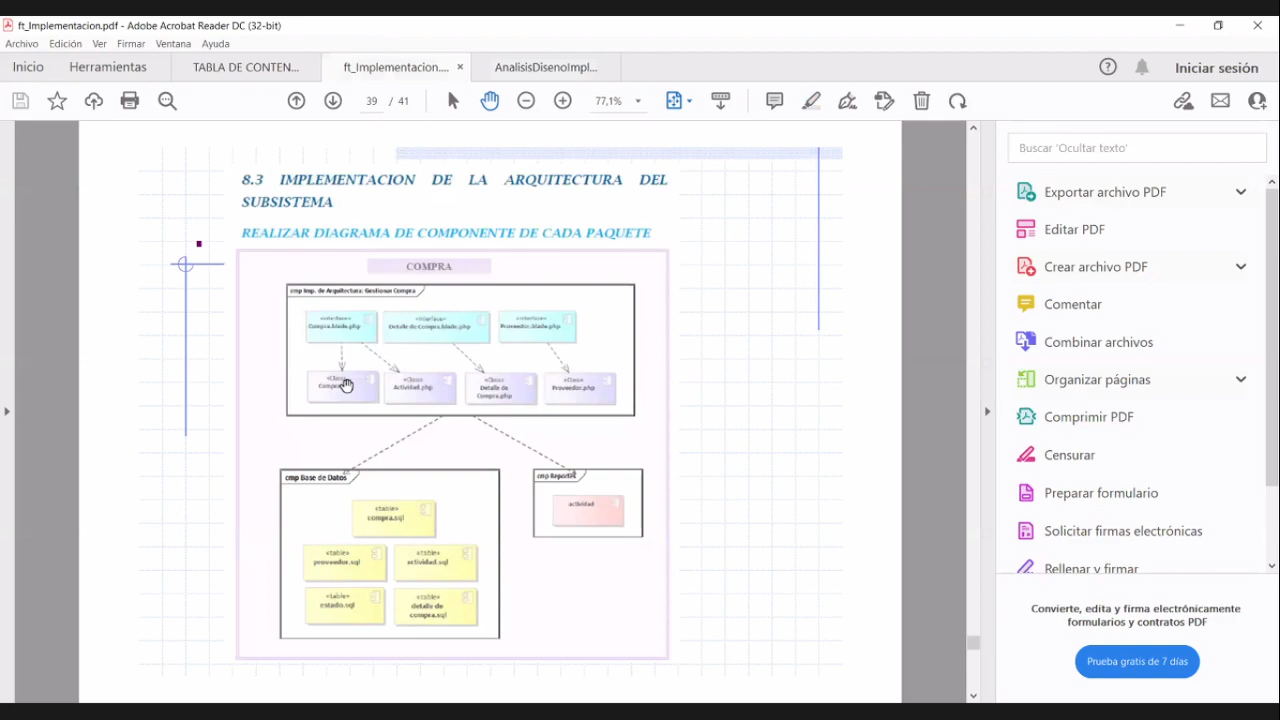 ft_Implementacion.pdf - Adobe Acrobat Reader DC (32-bit)
Archivo Edición Ver Firmar Ventana Ayuda
Inicio Herramientas TABLA DE CONTEN... ft_Implementacion.... × AnalisisDisenoImpl... Iniciar sesión
39 / 41 77,1%
8.3 IMPLEMENTACION DE LA ARQUITECTURA DEL
SUBSISTEMA
REALIZAR DIAGRAMA DE COMPONENTE DE CADA PAQUETE
COMPRA
cmp Imp. de Arquitectura: Gestionar Compra
«interface» «interface» «interface»
Compra.blade.php Detalle de Compra.blade.php Proveedor.blade.php
«Class» «Class» «Class» «Class»
Actividad.php Detalle de Compra.php Proveedor.php
cmp Base de Datos
cmp Reportes
«table»
compra.sql
actividad
«table» «table»
proveedor.sql actividad.sql
«table» «table»
estado.sql detalle de
compra.sql
Buscar 'Ocultar texto'
Exportar archivo PDF
Editar PDF
Crear archivo PDF
Comentar
Combinar archivos
Organizar páginas
Comprimir PDF
Censurar
Preparar formulario
Solicitar firmas electrónicas
Rellenar y firmar
Convierte, edita y firma electrónicamente
formularios y contratos PDF
Prueba gratis de 7 días